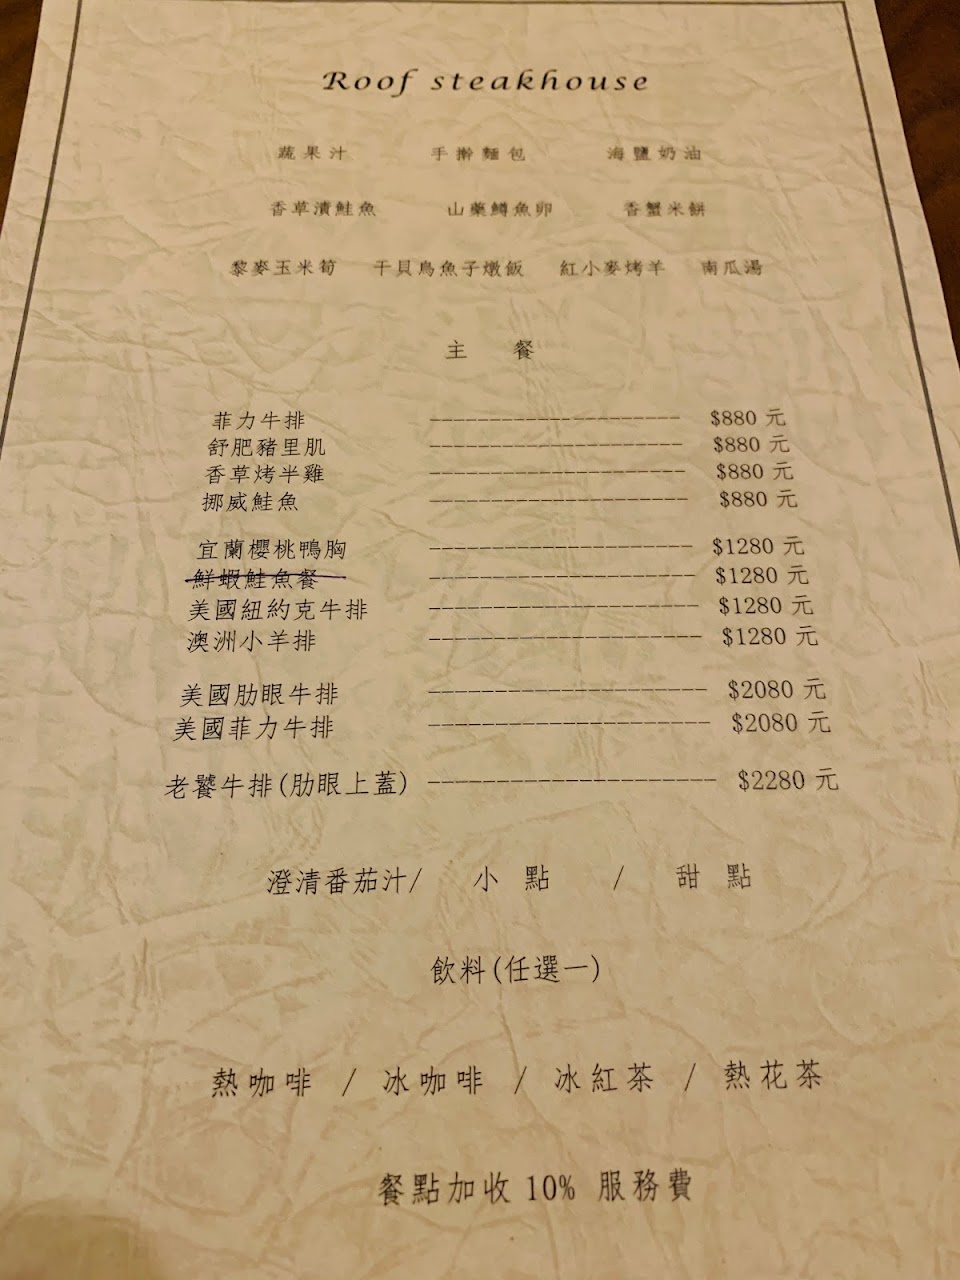 Roof steakhouse
蔬果汁 手擀麵包 海鹽奶油
香草漬鮭魚 山藥鱒魚卵 香蟹米餅
黎麥玉米筍 干貝烏魚子燉飯 紅小麥烤羊 南瓜湯
主 餐
菲力牛排 ---------------------- $880 元
舒肥豬里肌 ---------------------- $880 元
香草烤半雞 ---------------------- $880 元
挪威鮭魚 ---------------------- $880 元
宜蘭櫻桃鴨胸 ---------------------- $1280 元
鮮蝦鮭魚餐 ---------------------- $1280 元
美國紐約克牛排 ---------------------- $1280 元
澳洲小羊排 ---------------------- $1280 元
美國肋眼牛排 ---------------------- $2080 元
美國菲力牛排 ---------------------- $2080 元
老饕牛排(肋眼上蓋) ---------------------- $2280 元
澄清番茄汁/ 小 點 / 甜 點
飲料(任選一)
熱咖啡 / 冰咖啡 / 冰紅茶 / 熱花茶
餐點加收 10% 服務費